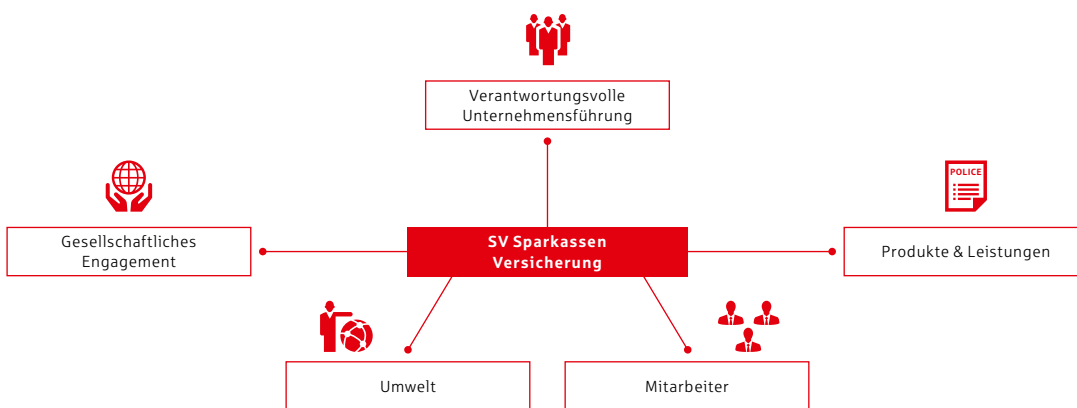 Verantwortungsvolle
Unternehmensführung
POLICE
Gesellschaftliches
Engagement
SV Sparkassen
Versicherung
Produkte & Leistungen
Umwelt
Mitarbeiter